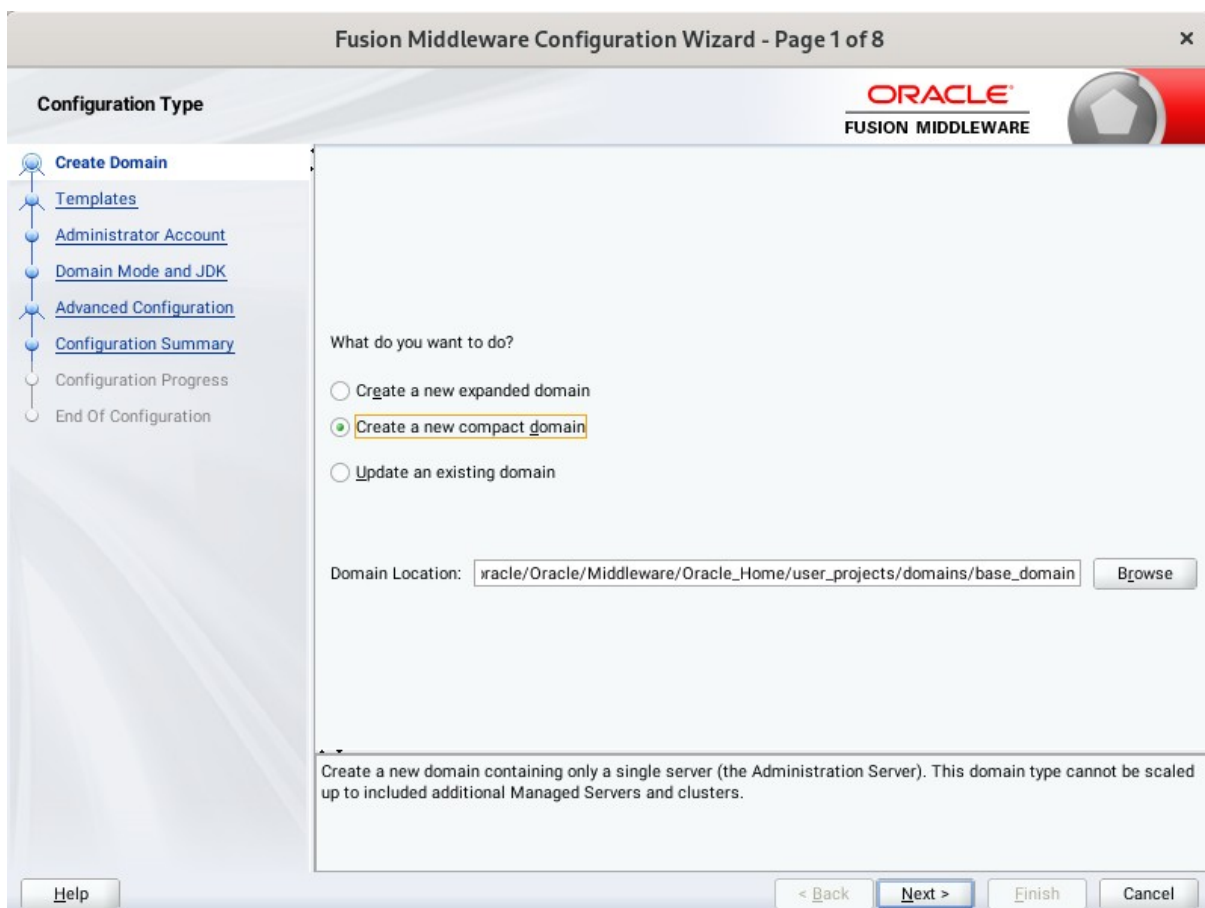 Fusion Middleware Configuration Wizard - Page 1 of 8
Configuration Type
ORACLE
FUSION MIDDLEWARE
Create Domain
Templates
Administrator Account
Domain Mode and JDK
Advanced Configuration
Configuration Summary
Configuration Progress
End Of Configuration
What do you want to do?
Create a new expanded domain
Create a new compact domain
Update an existing domain
Domain Location: racle/Oracle/Middleware/Oracle_Home/user_projects/domains/base_domain Browse
Create a new domain containing only a single server (the Administration Server). This domain type cannot be scaled
up to included additional Managed Servers and clusters.
Help < Back Next > Finish Cancel